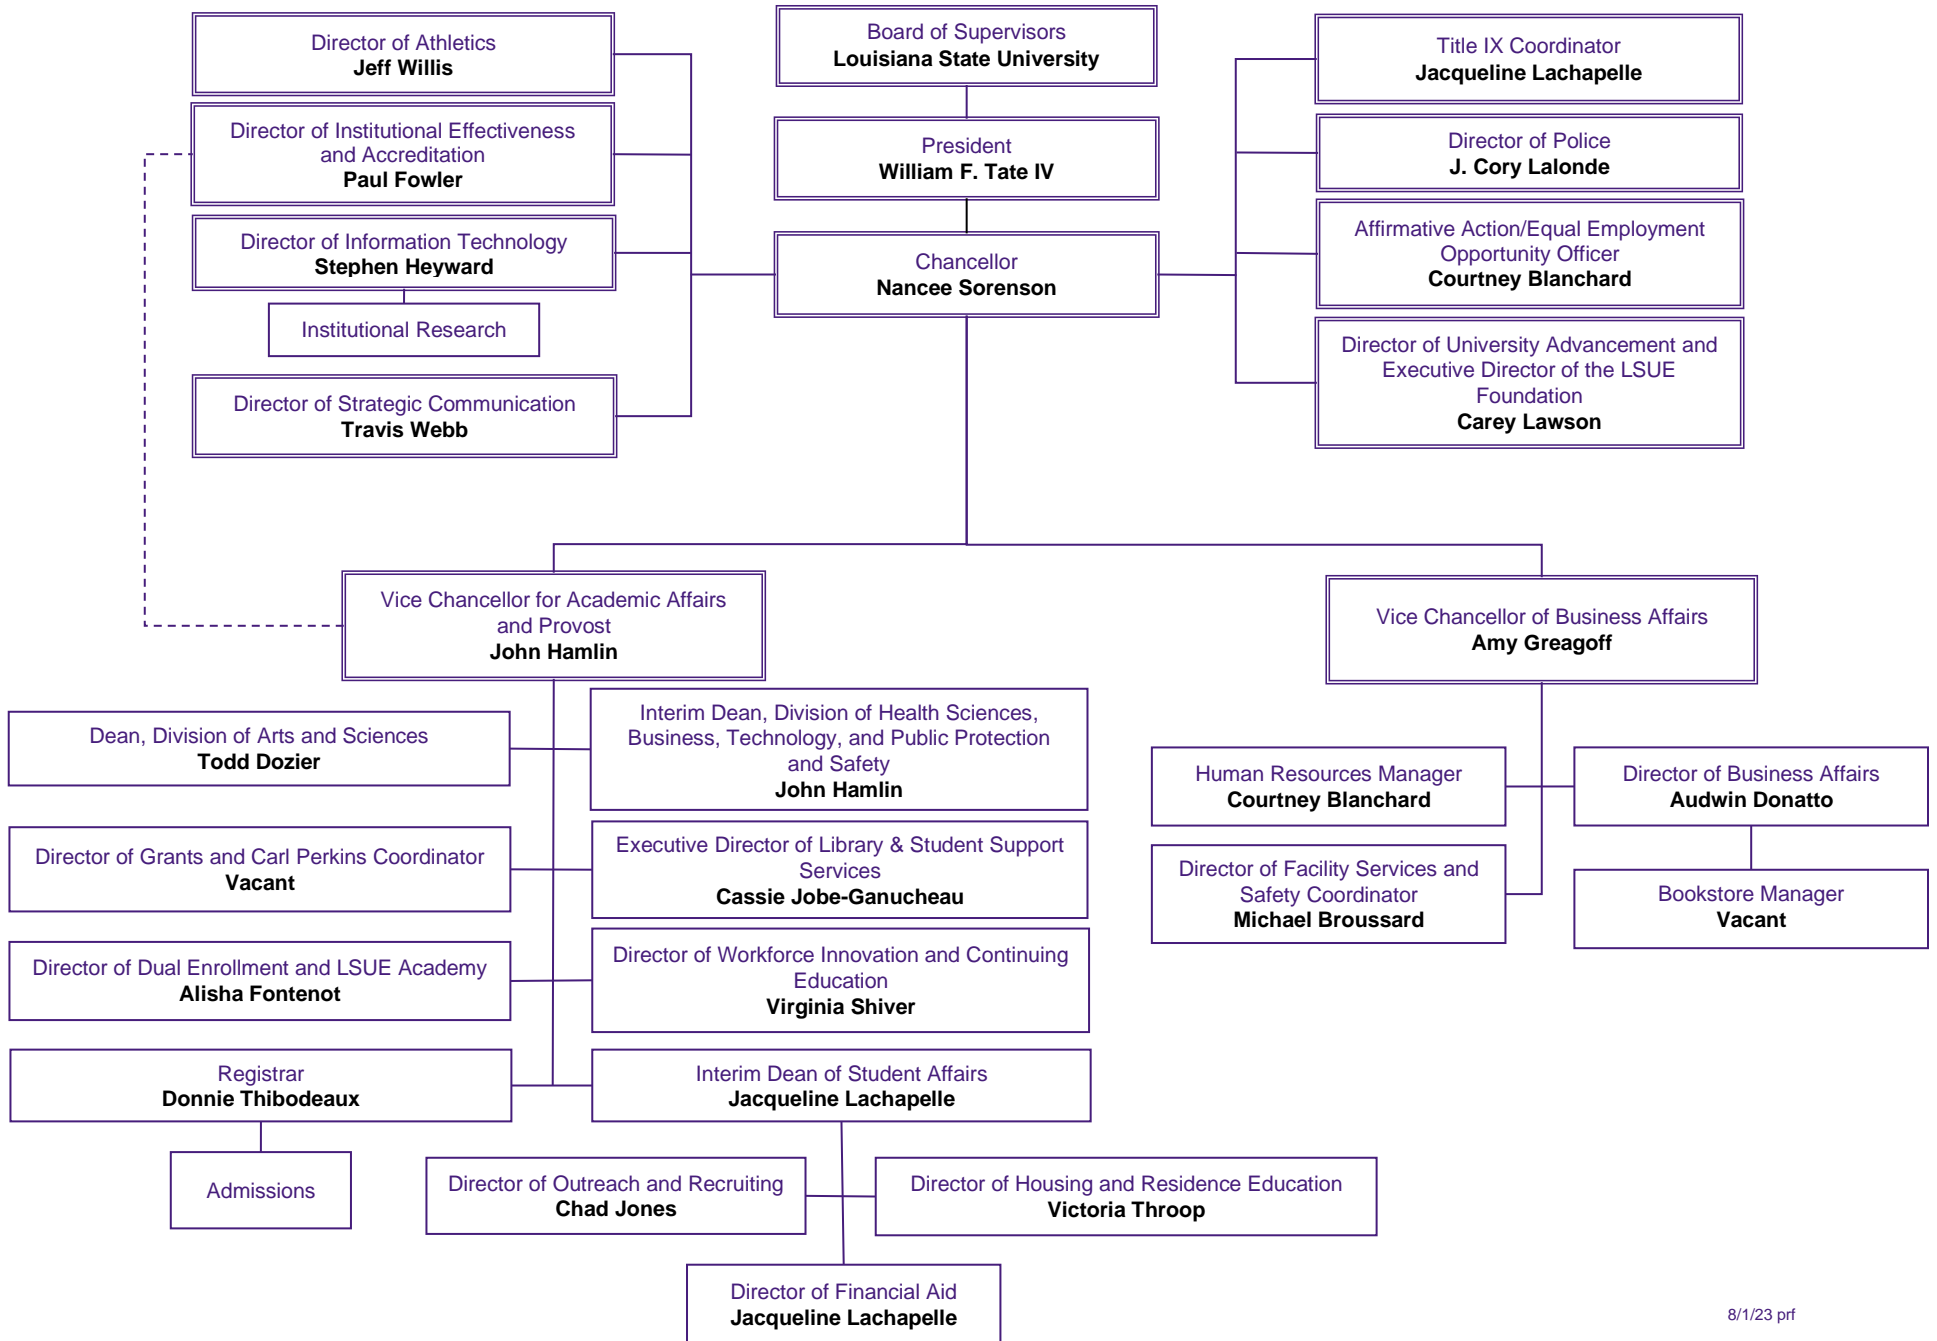 Director of Athletics
Jeff Willis
Board of Supervisors
Louisiana State University
Title IX Coordinator
Jacqueline Lachapelle
Director of Institutional Effectiveness
and Accreditation
Paul Fowler
President
William F. Tate IV
Director of Police
J. Cory Lalonde
Director of Information Technology
Stephen Heyward
Institutional Research
Chancellor
Nancee Sorenson
Affirmative Action/Equal Employment
Opportunity Officer
Courtney Blanchard
Director of Strategic Communication
Travis Webb
Director of University Advancement and
Executive Director of the LSUE
Foundation
Carey Lawson
Vice Chancellor for Academic Affairs
and Provost
John Hamlin
Vice Chancellor of Business Affairs
Amy Greagoff
Dean, Division of Arts and Sciences
Todd Dozier
Interim Dean, Division of Health Sciences,
Business, Technology, and Public Protection
and Safety
John Hamlin
Human Resources Manager
Courtney Blanchard
Director of Business Affairs
Audwin Donatto
Director of Grants and Carl Perkins Coordinator
Vacant
Executive Director of Library & Student Support
Services
Cassie Jobe-Ganucheau
Director of Facility Services and
Safety Coordinator
Michael Broussard
Bookstore Manager
Vacant
Director of Dual Enrollment and LSUE Academy
Alisha Fontenot
Director of Workforce Innovation and Continuing
Education
Virginia Shiver
Registrar
Donnie Thibodeaux
Interim Dean of Student Affairs
Jacqueline Lachapelle
Admissions
Director of Outreach and Recruiting
Chad Jones
Director of Housing and Residence Education
Victoria Throop
Director of Financial Aid
Jacqueline Lachapelle
8/1/23 prf